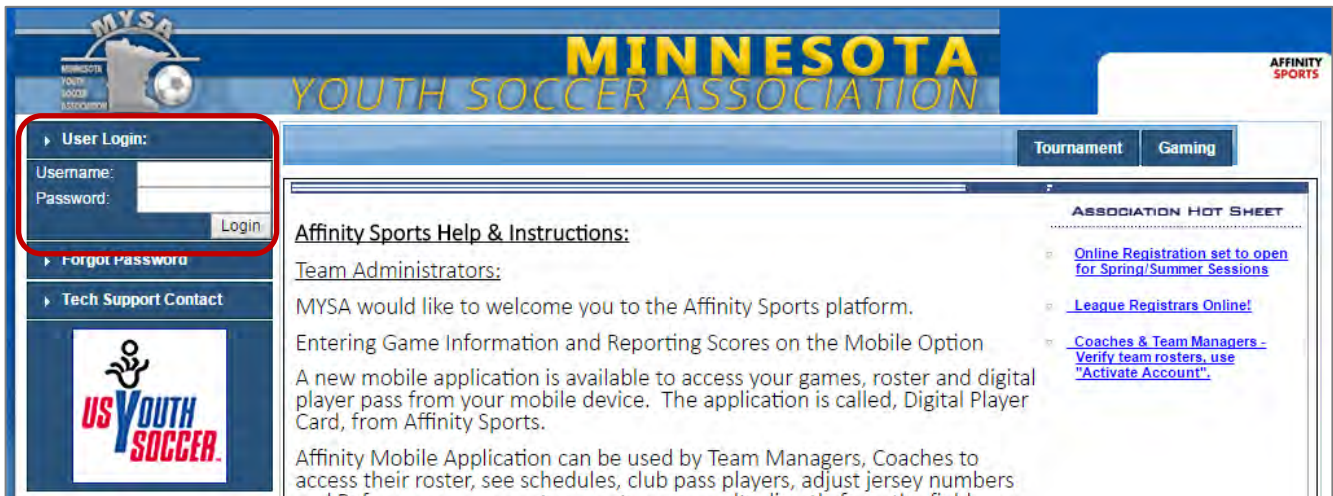 MYSA
MINNESOTA
YOUTH
SOCCER
ASSOCIATION
MINNESOTA
YOUTH SOCCER ASSOCIATION
AFFINITY
SPORTS
User Login:
Username:
Password:
Login
Forgot Password
Tech Support Contact
US YOUTH
SOCCER.
Tournament Gaming
Affinity Sports Help & Instructions:
Team Administrators:
MYSA would like to welcome you to the Affinity Sports platform.
Entering Game Information and Reporting Scores on the Mobile Option
A new mobile application is available to access your games, roster and digital
player pass from your mobile device. The application is called, Digital Player
Card, from Affinity Sports.
Affinity Mobile Application can be used by Team Managers, Coaches to
access their roster, see schedules, club pass players, adjust jersey numbers
ASSOCIATION HOT SHEET
Online Registration set to open
for Spring/Summer Sessions
League Registrars Online!
Coaches & Team Managers -
Verify team rosters, use
"Activate Account".